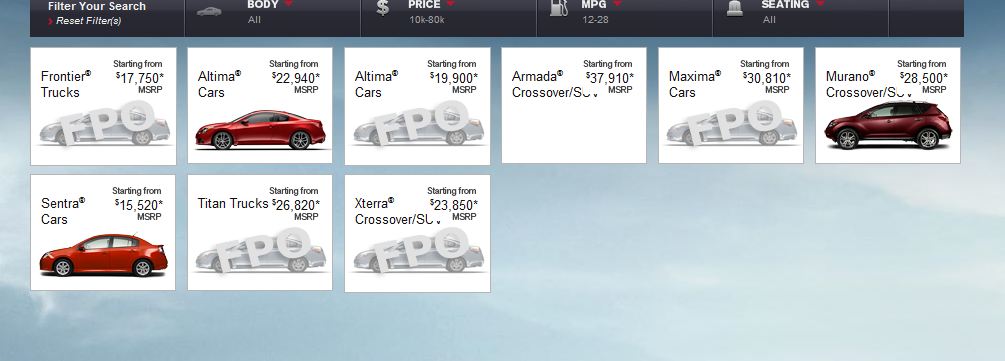 Filter Your Search
Reset Filter(s)
BODY
All
PRICE
10k-80k
MPG
12-28
SEATING
All
Starting from
Frontier® $17,750*
Trucks MSRP
FPO
Starting from
Altima® $22,940*
Cars MSRP
Starting from
Altima® $19,900*
Cars MSRP
FPO
Starting from
Armada® $37,910*
Crossover/SUV MSRP
Starting from
Maxima® $30,810*
Cars MSRP
FPO
Starting from
Murano® $28,500*
Crossover/SUV MSRP
Starting from
Sentra® $15,520*
Cars MSRP
Starting from
Titan Trucks $26,820*
MSRP
FPO
Starting from
Xterra® $23,850*
Crossover/SUV MSRP
FPO